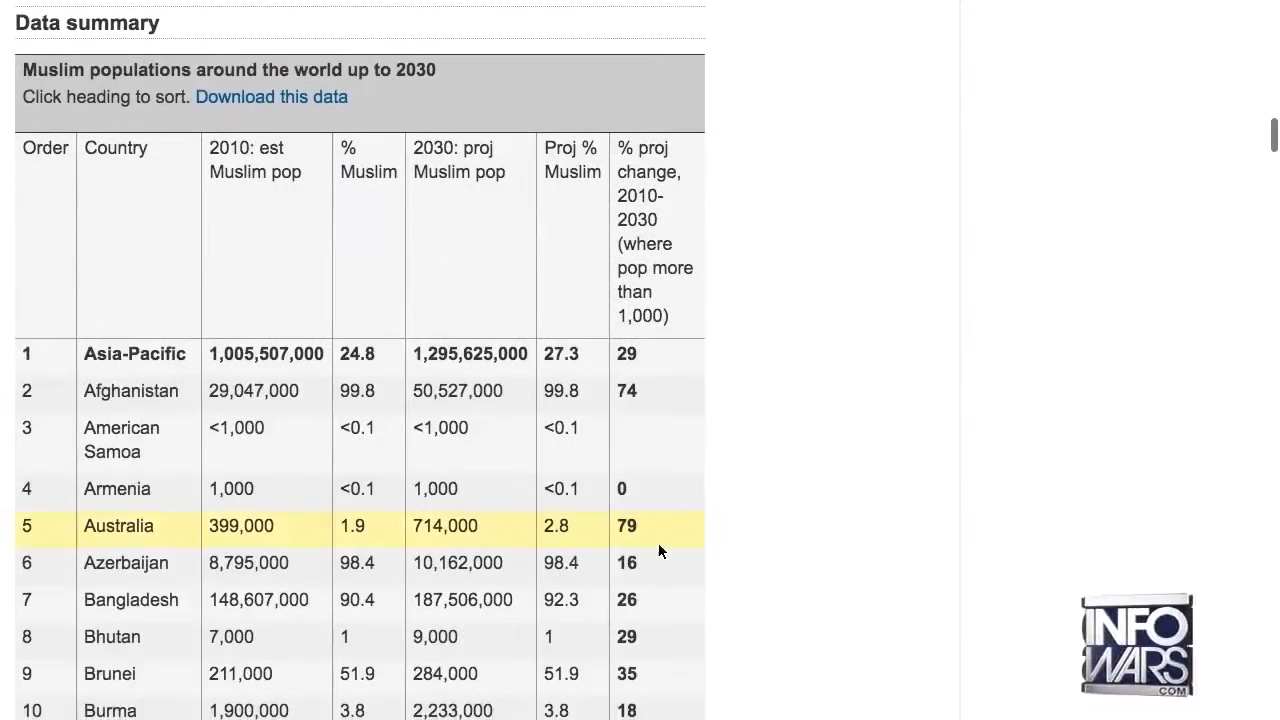 Data summary
Muslim populations around the world up to 2030
Click heading to sort. Download this data
Order Country 2010: est Muslim pop % Muslim 2030: proj Muslim pop Proj % Muslim % proj change, 2010-2030 (where pop more than 1,000)
1 Asia-Pacific 1,005,507,000 24.8 1,295,625,000 27.3 29
2 Afghanistan 29,047,000 99.8 50,527,000 99.8 74
3 American Samoa <1,000 <0.1 <1,000 <0.1
4 Armenia 1,000 <0.1 1,000 <0.1 0
5 Australia 399,000 1.9 714,000 2.8 79
6 Azerbaijan 8,795,000 98.4 10,162,000 98.4 16
7 Bangladesh 148,607,000 90.4 187,506,000 92.3 26
8 Bhutan 7,000 1 9,000 1 29
9 Brunei 211,000 51.9 284,000 51.9 35
10 Burma 1,900,000 3.8 2,233,000 3.8 18
INFO
WARS
.COM